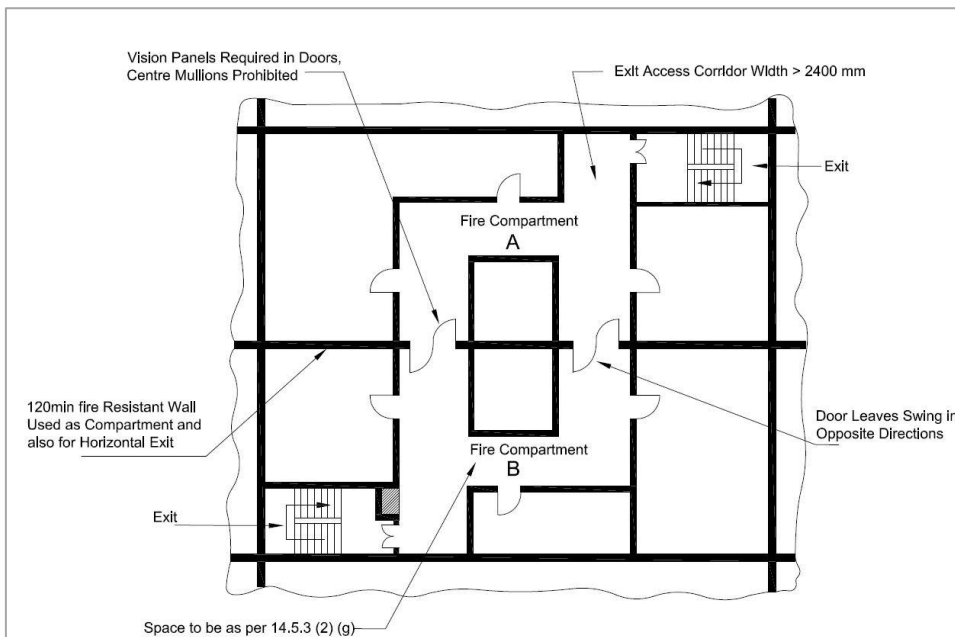 Vision Panels Required in Doors,
Centre Mullions Prohibited
Exit Access Corridor Width > 2400 mm
Exit
Fire Compartment
A
120min fire Resistant Wall
Used as Compartment and
also for Horizontal Exit
Door Leaves Swing in
Opposite Directions
Fire Compartment
B
Exit
Space to be as per 14.5.3 (2) (g)